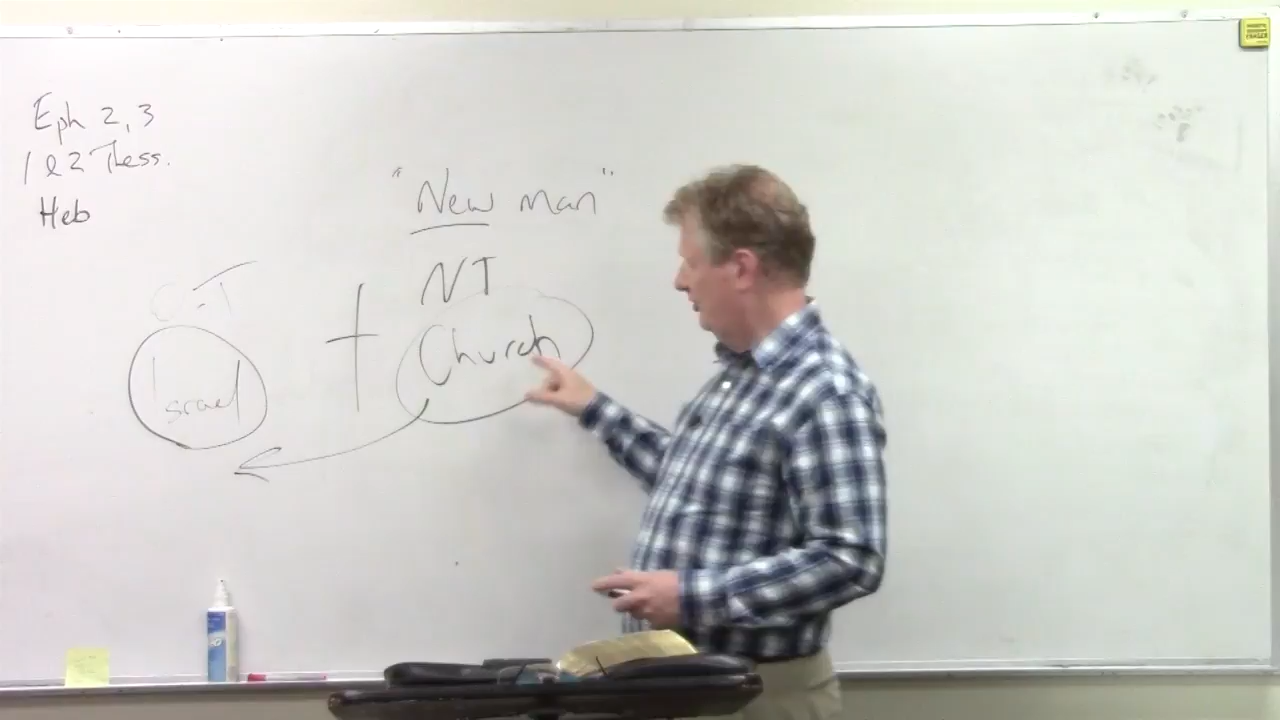 Eph 2, 3
1 & 2 Thess.
Heb
"New man"
NT
Church
O.T
Israel